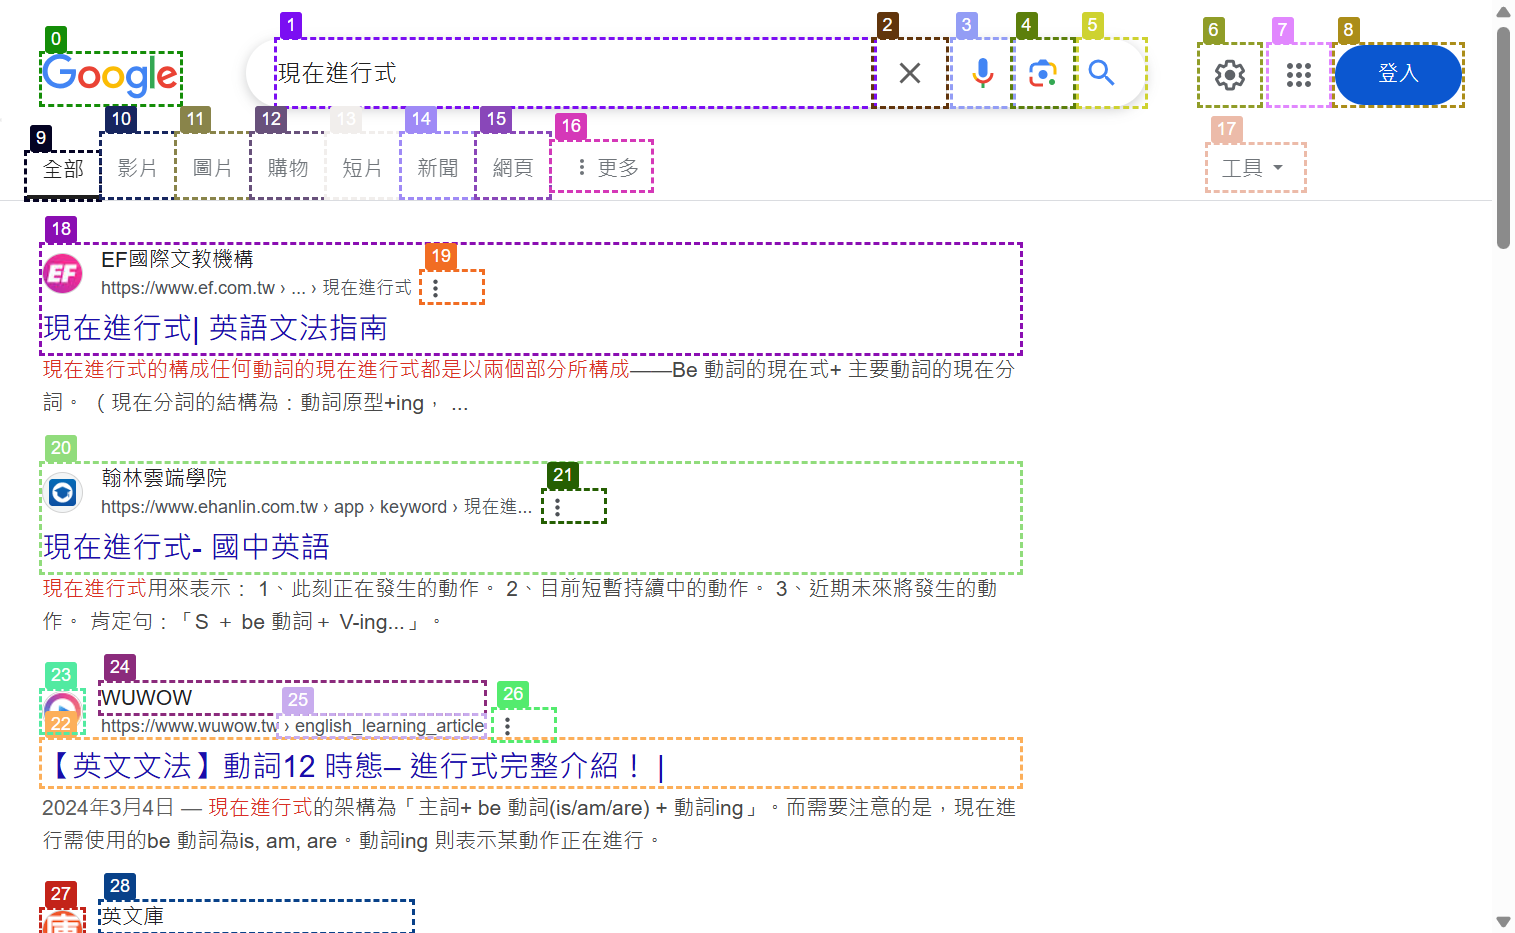 0
1
2
3
4
5
6
7
8
Google
現在進行式
登入
9
10
11
12
13
14
15
16
17
全部
影片
圖片
購物
短片
新聞
網頁
更多
工具
18
19
EF
EF國際文教機構
https://www.ef.com.tw › ... › 現在進行式
現在進行式| 英語文法指南
現在進行式的構成任何動詞的現在進行式都是以兩個部分所構成——Be 動詞的現在式+ 主要動詞的現在分
詞。 （現在分詞的結構為：動詞原型+ing， ...
20
21
翰林雲端學院
https://www.ehanlin.com.tw › app › keyword › 現在進...
現在進行式- 國中英語
現在進行式用來表示： 1、此刻正在發生的動作。 2、目前短暫持續中的動作。 3、近期未來將發生的動
作。 肯定句：「S ＋ be 動詞＋ V-ing...」。
23
24
25
26
22
WUWOW
https://www.wuwow.tw › english_learning_article
【英文文法】動詞12 時態– 進行式完整介紹！ |
2024年3月4日 — 現在進行式的架構為「主詞+ be 動詞(is/am/are) + 動詞ing」。而需要注意的是，現在進
行需使用的be 動詞為is, am, are。動詞ing 則表示某動作正在進行。
27
28
英文庫